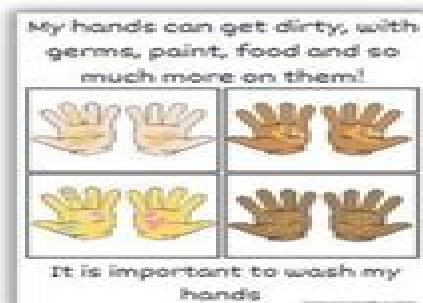 My hands can get dirty, with
germs, paint, food and so
much more on them!
It is important to wash my
hands